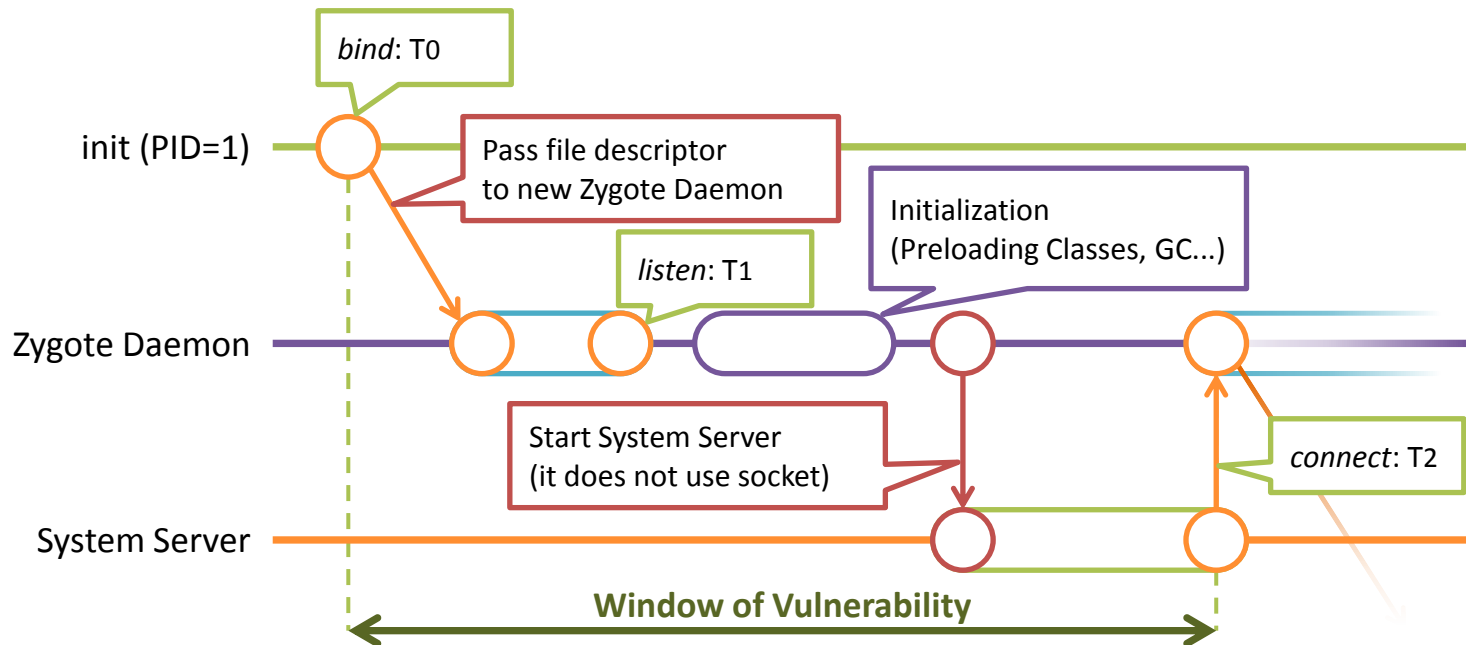 bind: T0
init (PID=1)
Pass file descriptor
to new Zygote Daemon
Initialization
(Preloading Classes, GC...)
listen: T1
Zygote Daemon
Start System Server
(it does not use socket)
connect: T2
System Server
Window of Vulnerability